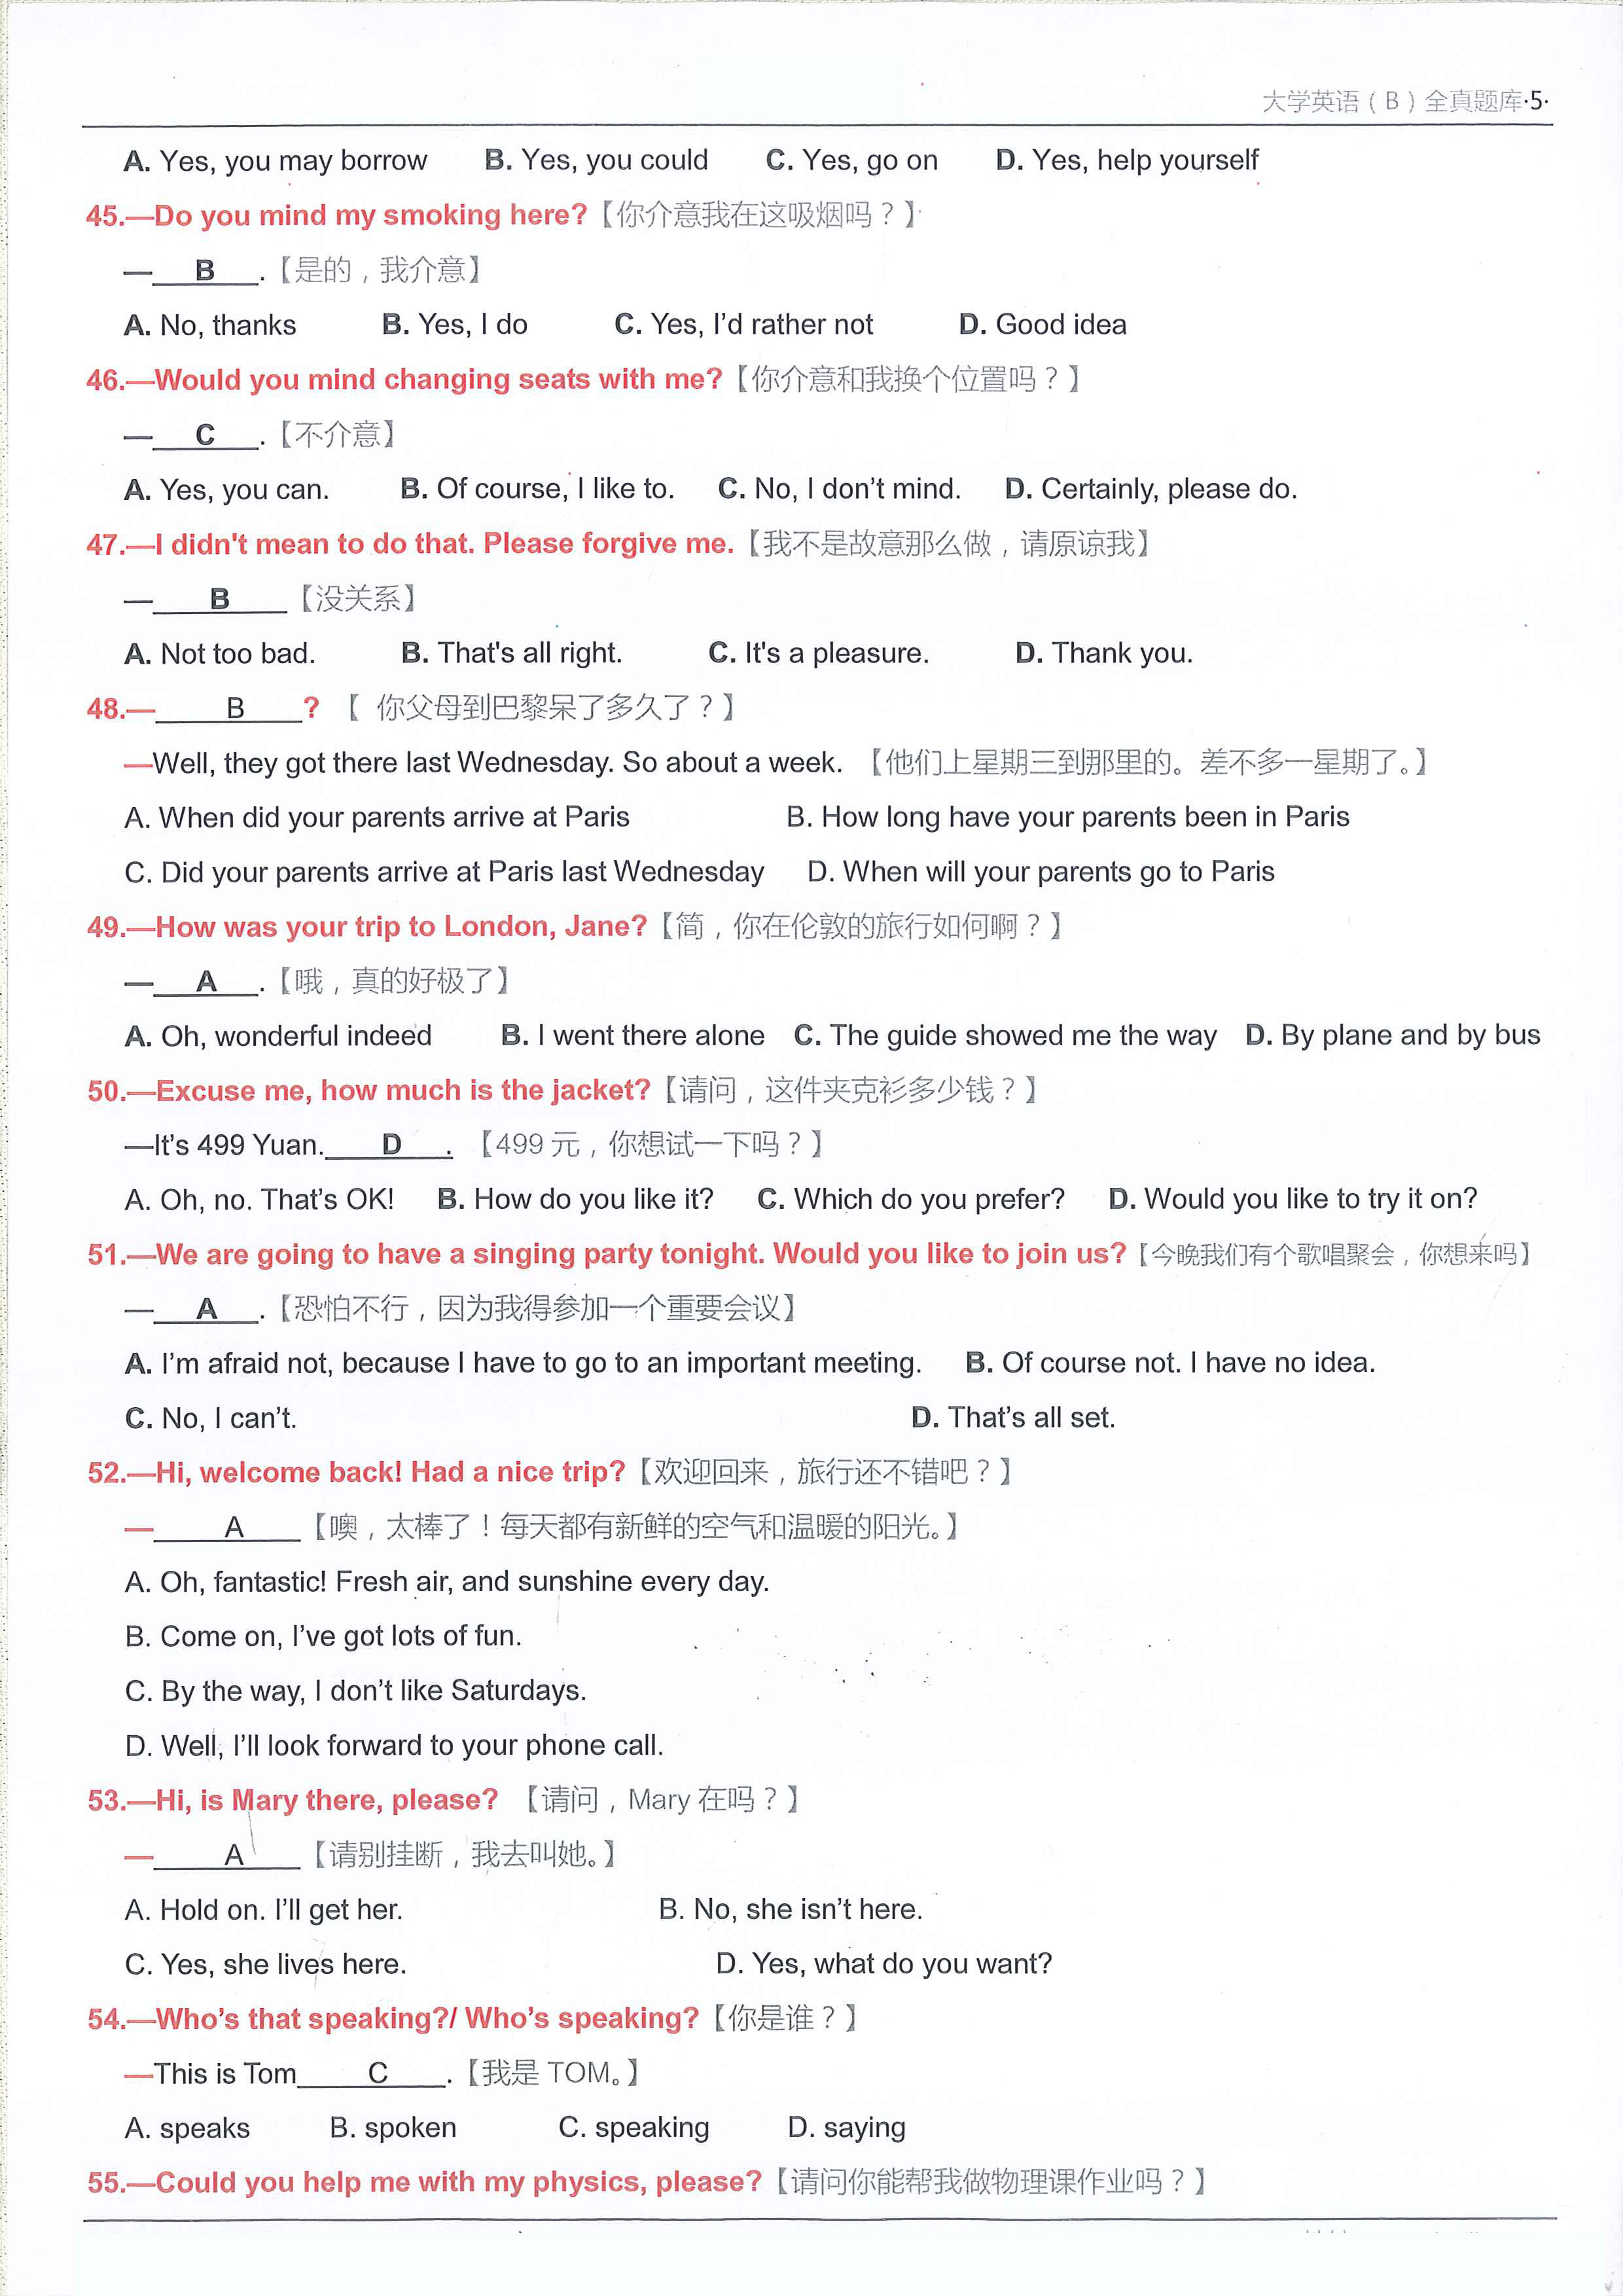 大学英语（B）全真题库·5·
A. Yes, you may borrow B. Yes, you could C. Yes, go on D. Yes, help yourself
45.—Do you mind my smoking here?【你介意我在这吸烟吗？】
— B .【是的，我介意】
A. No, thanks B. Yes, I do C. Yes, I’d rather not D. Good idea
46.—Would you mind changing seats with me?【你介意和我换个位置吗？】
— C .【不介意】
A. Yes, you can. B. Of course, I like to. C. No, I don’t mind. D. Certainly, please do.
47.—I didn't mean to do that. Please forgive me.【我不是故意那么做，请原谅我】
— B 【没关系】
A. Not too bad. B. That's all right. C. It's a pleasure. D. Thank you.
48.— B ? 【 你父母到巴黎呆了多久了？】
—Well, they got there last Wednesday. So about a week. 【他们上星期三到那里的。差不多一星期了。】
A. When did your parents arrive at Paris B. How long have your parents been in Paris
C. Did your parents arrive at Paris last Wednesday D. When will your parents go to Paris
49.—How was your trip to London, Jane?【简，你在伦敦的旅行如何啊？】
— A .【哦，真的好极了】
A. Oh, wonderful indeed B. I went there alone C. The guide showed me the way D. By plane and by bus
50.—Excuse me, how much is the jacket?【请问，这件夹克衫多少钱？】
—It’s 499 Yuan. D . 【499 元，你想试一下吗？】
A. Oh, no. That’s OK! B. How do you like it? C. Which do you prefer? D. Would you like to try it on?
51.—We are going to have a singing party tonight. Would you like to join us?【今晚我们有个歌唱聚会，你想来吗】
— A .【恐怕不行，因为我得参加一个重要会议】
A. I’m afraid not, because I have to go to an important meeting. B. Of course not. I have no idea.
C. No, I can’t. D. That’s all set.
52.—Hi, welcome back! Had a nice trip?【欢迎回来，旅行还不错吧？】
— A 【噢，太棒了！每天都有新鲜的空气和温暖的阳光。】
A. Oh, fantastic! Fresh air, and sunshine every day.
B. Come on, I’ve got lots of fun.
C. By the way, I don’t like Saturdays.
D. Well, I’ll look forward to your phone call.
53.—Hi, is Mary there, please? 【请问，Mary 在吗？】
— A 【请别挂断，我去叫她。】
A. Hold on. I’ll get her. B. No, she isn’t here.
C. Yes, she lives here. D. Yes, what do you want?
54.—Who’s that speaking?/ Who’s speaking?【你是谁？】
—This is Tom C .【我是 TOM。】
A. speaks B. spoken C. speaking D. saying
55.—Could you help me with my physics, please?【请问你能帮我做物理课作业吗？】